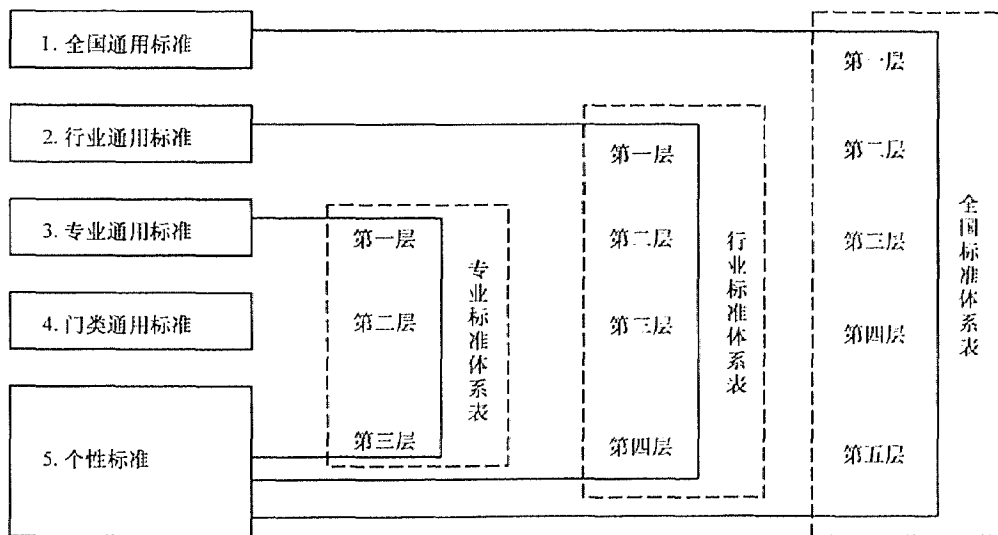 1. 全国通用标准
第一层
2. 行业通用标准
第一层
第二层
3. 专业通用标准
第一层
第二层
第三层
4. 门类通用标准
第二层
第三层
第四层
5. 个性标准
第三层
第四层
第五层
专业标准体系表
行业标准体系表
全国标准体系表